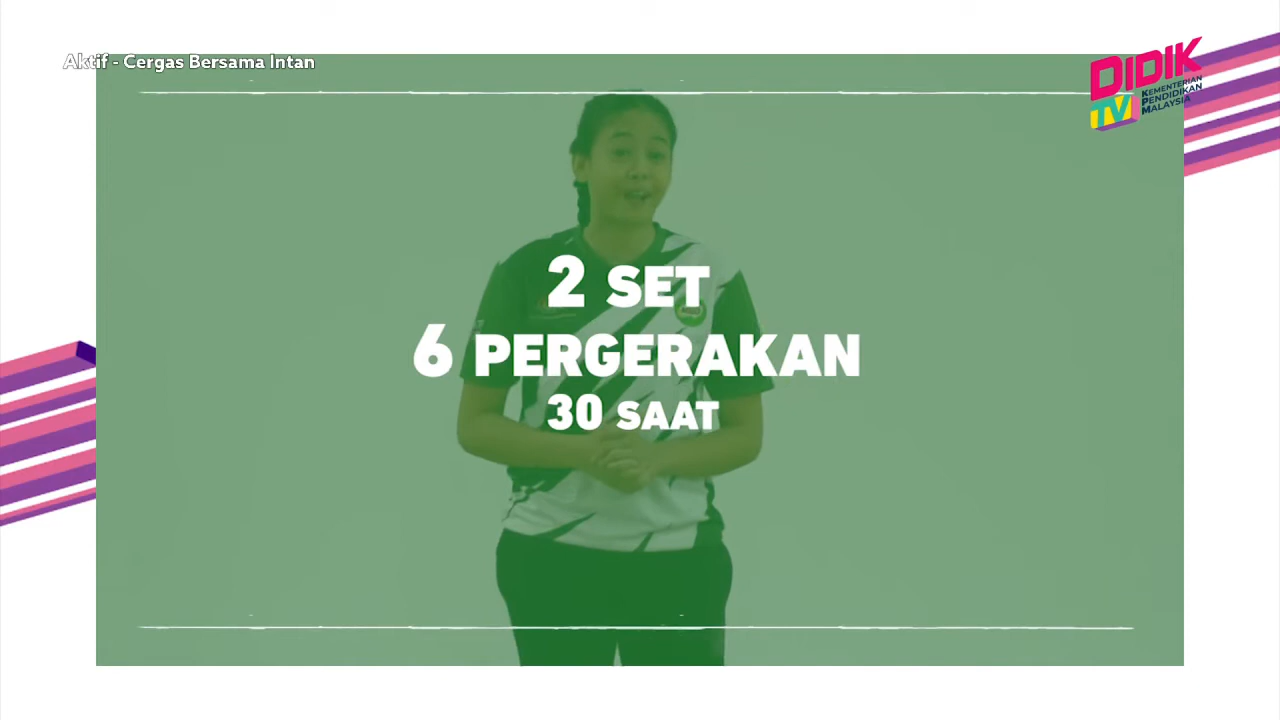 Aktif - Cergas Bersama Intan
DIDIK
TV
KEMENTERIAN
PENDIDIKAN
MALAYSIA
2 SET
6 PERGERAKAN
30 SAAT